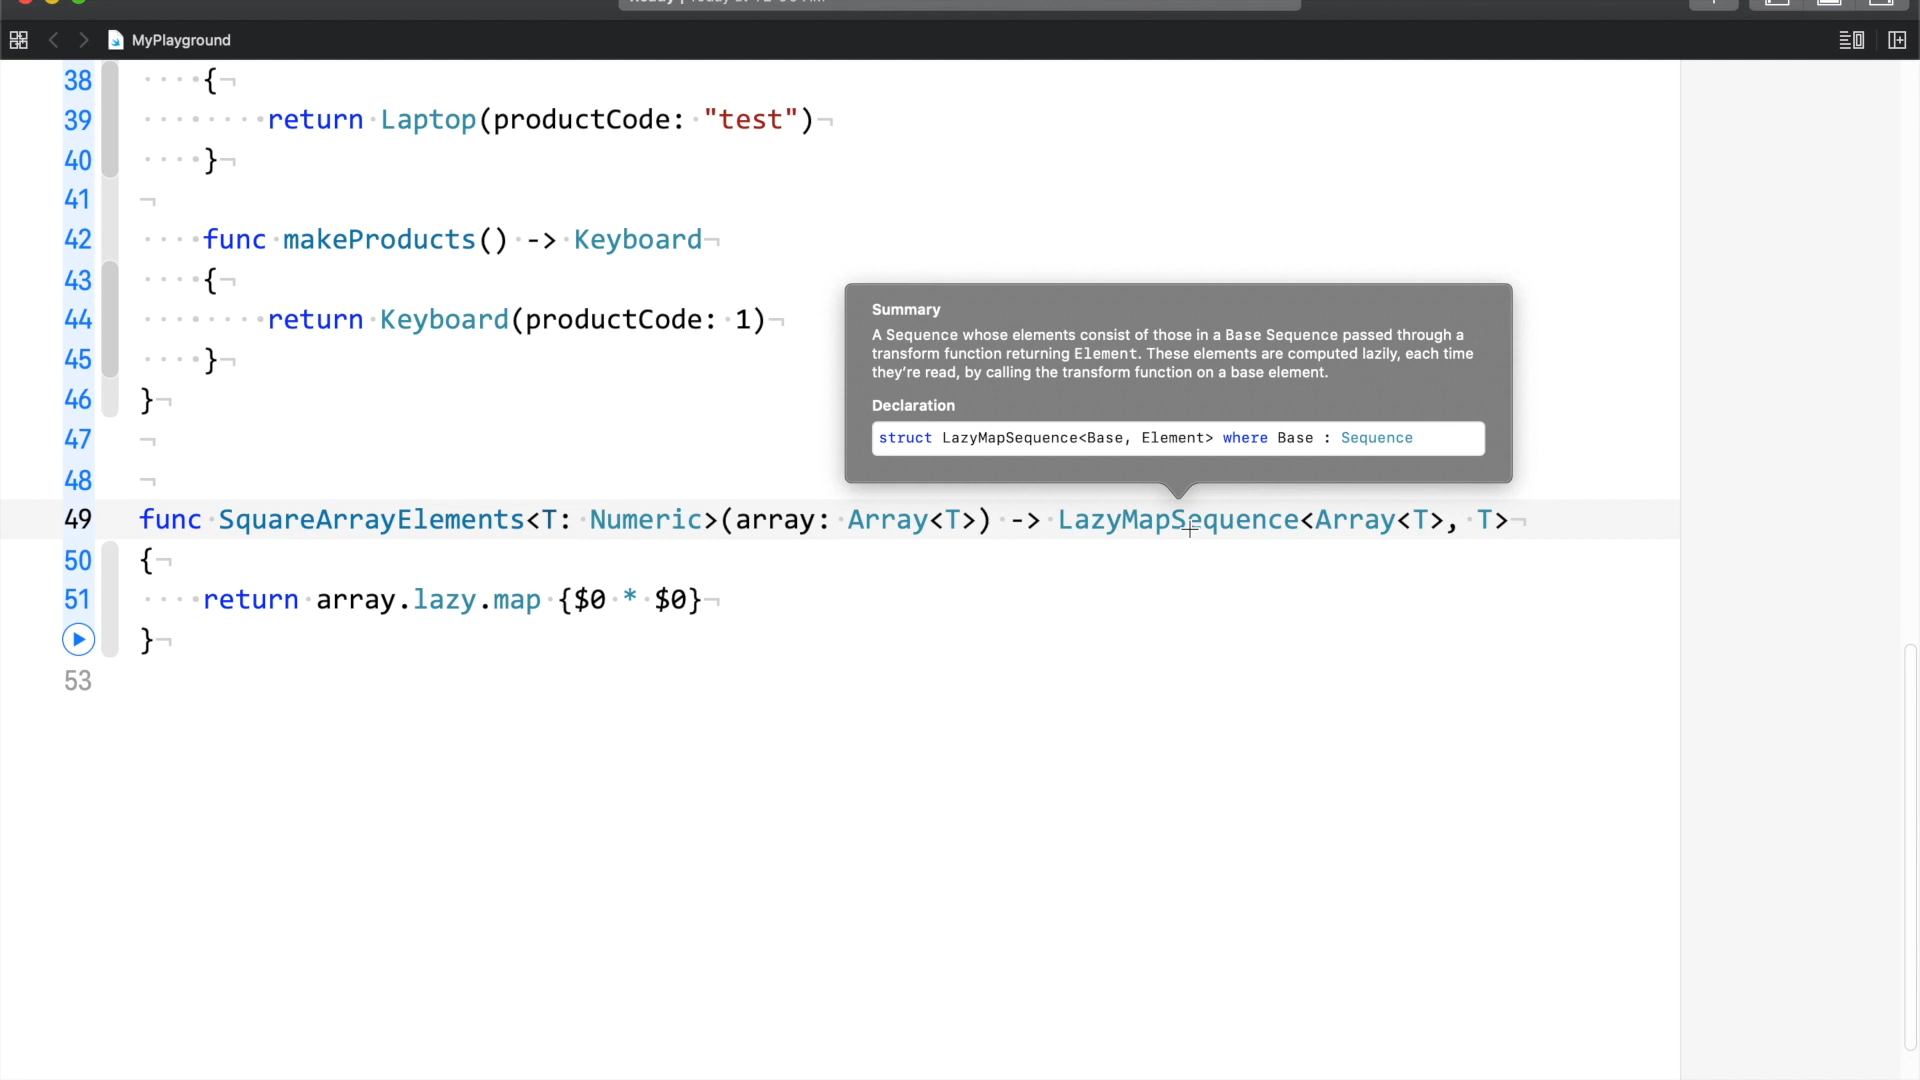 MyPlayground
38 {
39 return Laptop(productCode: "test")
40 }
41
42 func makeProducts() -> Keyboard
43 {
44 return Keyboard(productCode: 1)
45 }
46 }
47
48
Summary
A Sequence whose elements consist of those in a Base Sequence passed through a
transform function returning Element. These elements are computed lazily, each time
they're read, by calling the transform function on a base element.
Declaration
struct LazyMapSequence<Base, Element> where Base : Sequence
49 func SquareArrayElements<T: Numeric>(array: Array<T>) -> LazyMapSequence<Array<T>, T>
50 {
51 return array.lazy.map {$0 * $0}
}
53